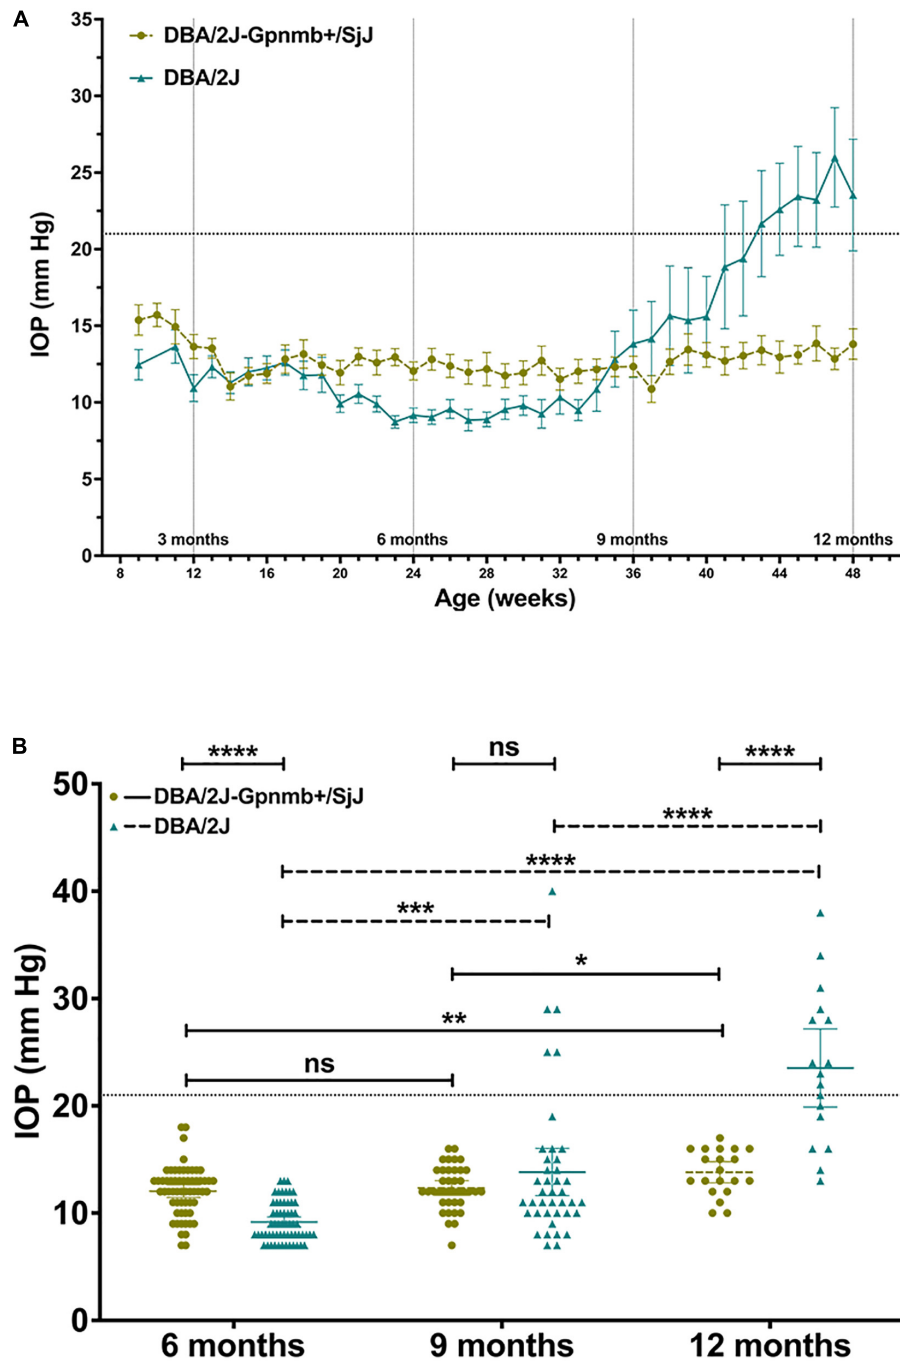 A
35
30
25
20
15
10
5
0
IOP (mm Hg)
DBA/2J-Gpnmb+/SjJ
DBA/2J
3 months
6 months
9 months
12 months
8 12 16 20 24 28 32 36 40 44 48
Age (weeks)
B
**** ns ****
50
40
30
20
10
0
IOP (mm Hg)
DBA/2J-Gpnmb+/SjJ
DBA/2J
****
****
***
*
**
ns
6 months 9 months 12 months